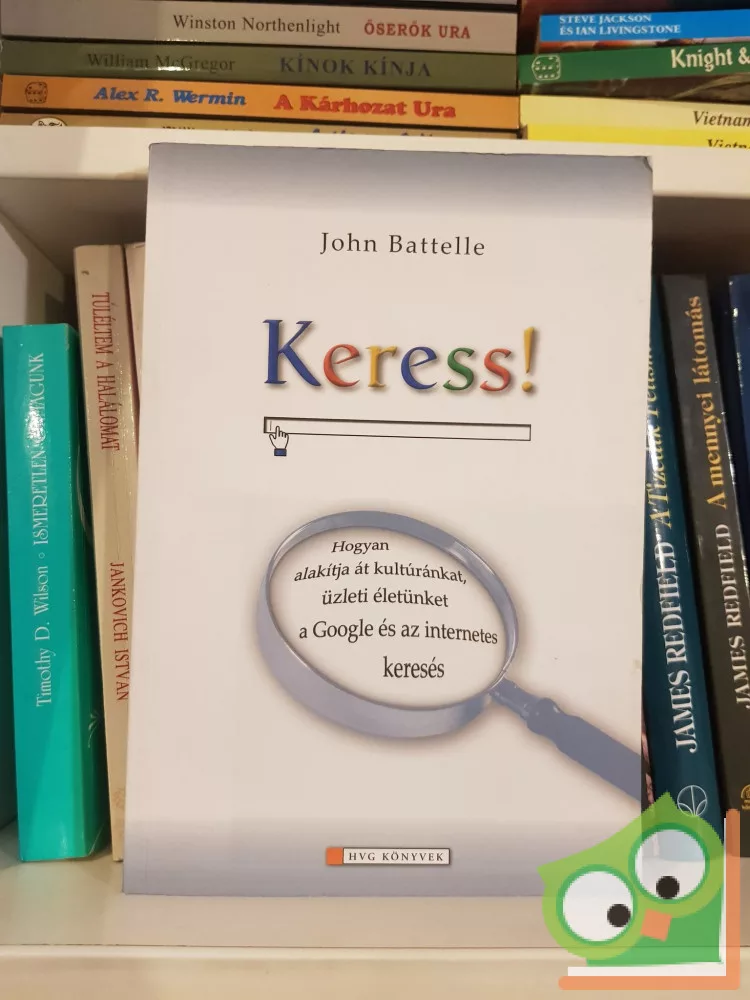 Winston Northenlight ŐSERŐK URA
William McGregor KÍNOK KÍNJA
Alex R. Wermin A Kárhozat Ura
STEVE JACKSON
ÉS IAN LIVINGSTONE
Knight &
Vietnam
Timothy D. Wilson · ISMERETLEN
TÚLÉLTEM A HALÁLOMAT
JANKOVICH ISTVÁN
John Battelle
Keress!
Hogyan
alakítja át kultúránkat,
üzleti életünket
a Google és az internetes
keresés
HVG KÖNYVEK
JAMES REDFIELD A Tizedik
JAMES REDFIELD A mennyei látomás